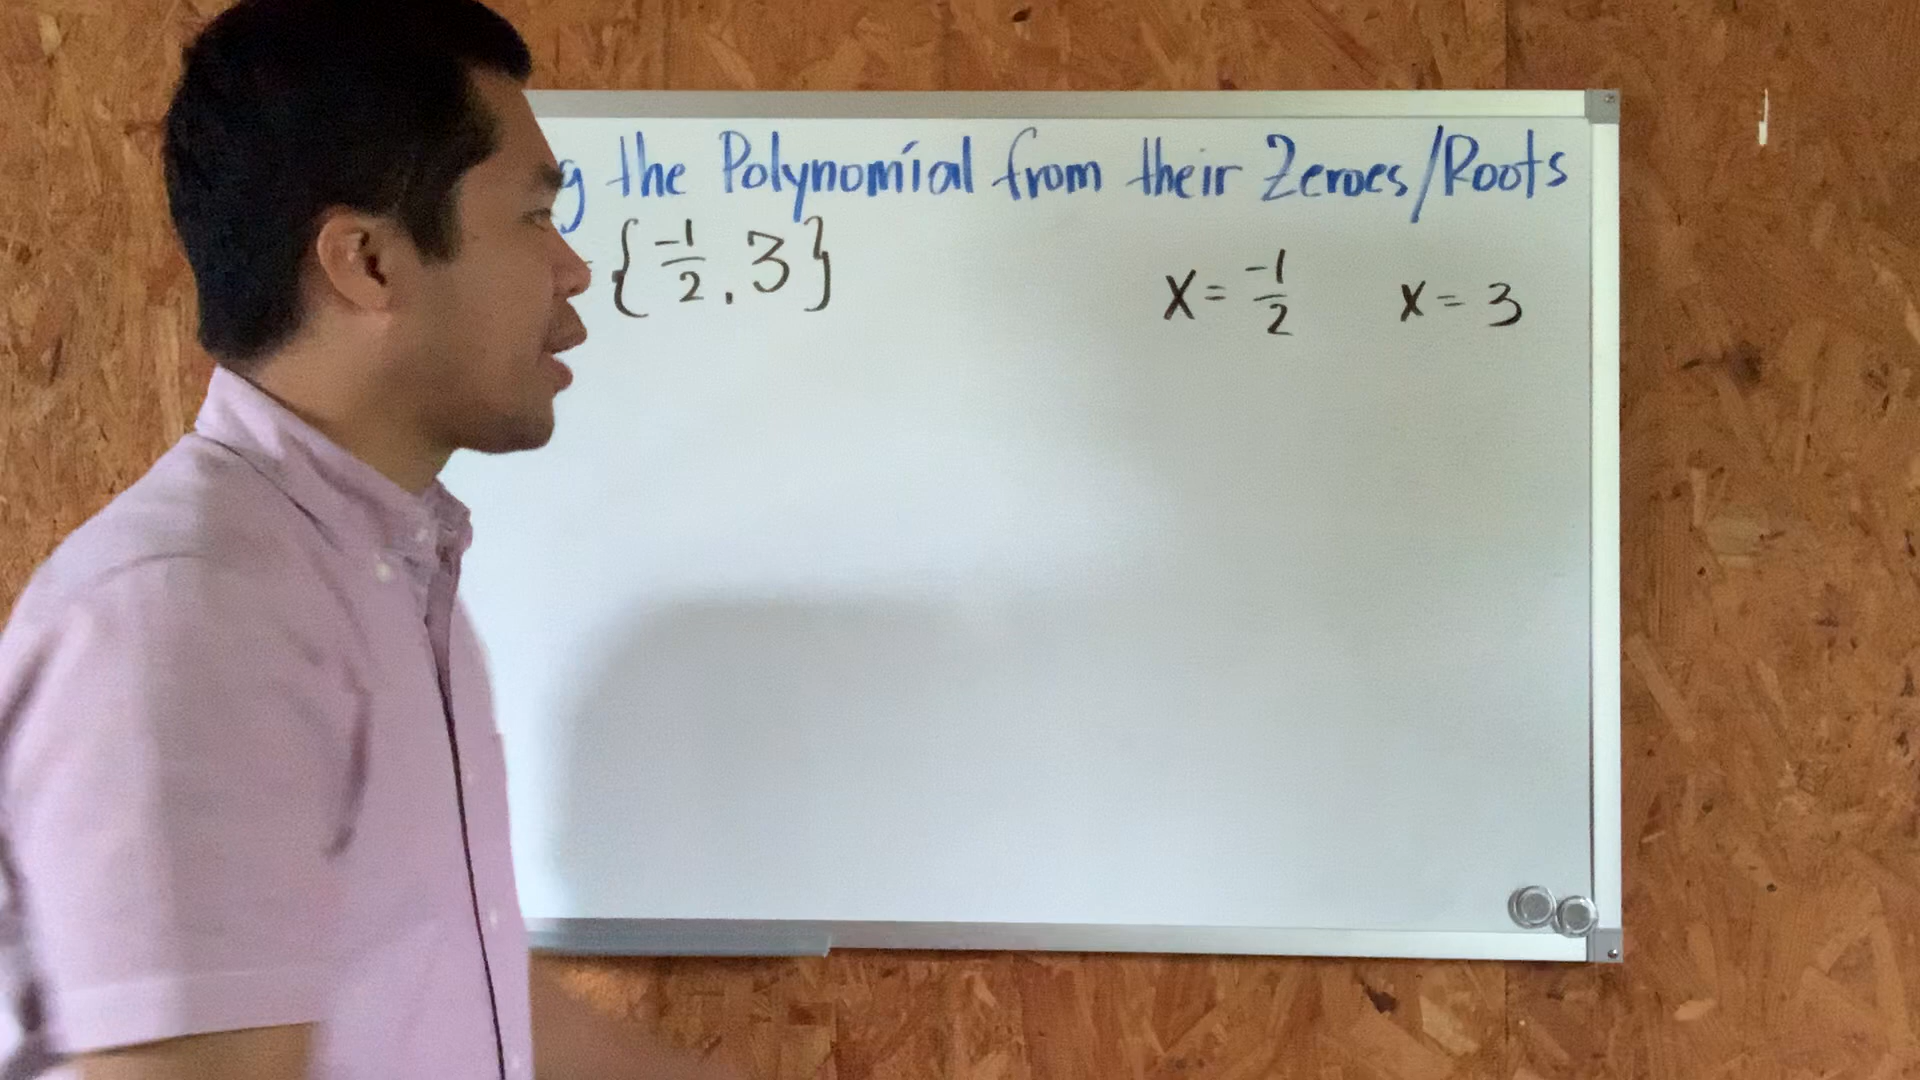 the Polynomial from their Zeroes/Roots
{-1/2, 3}
x = -1/2 x = 3